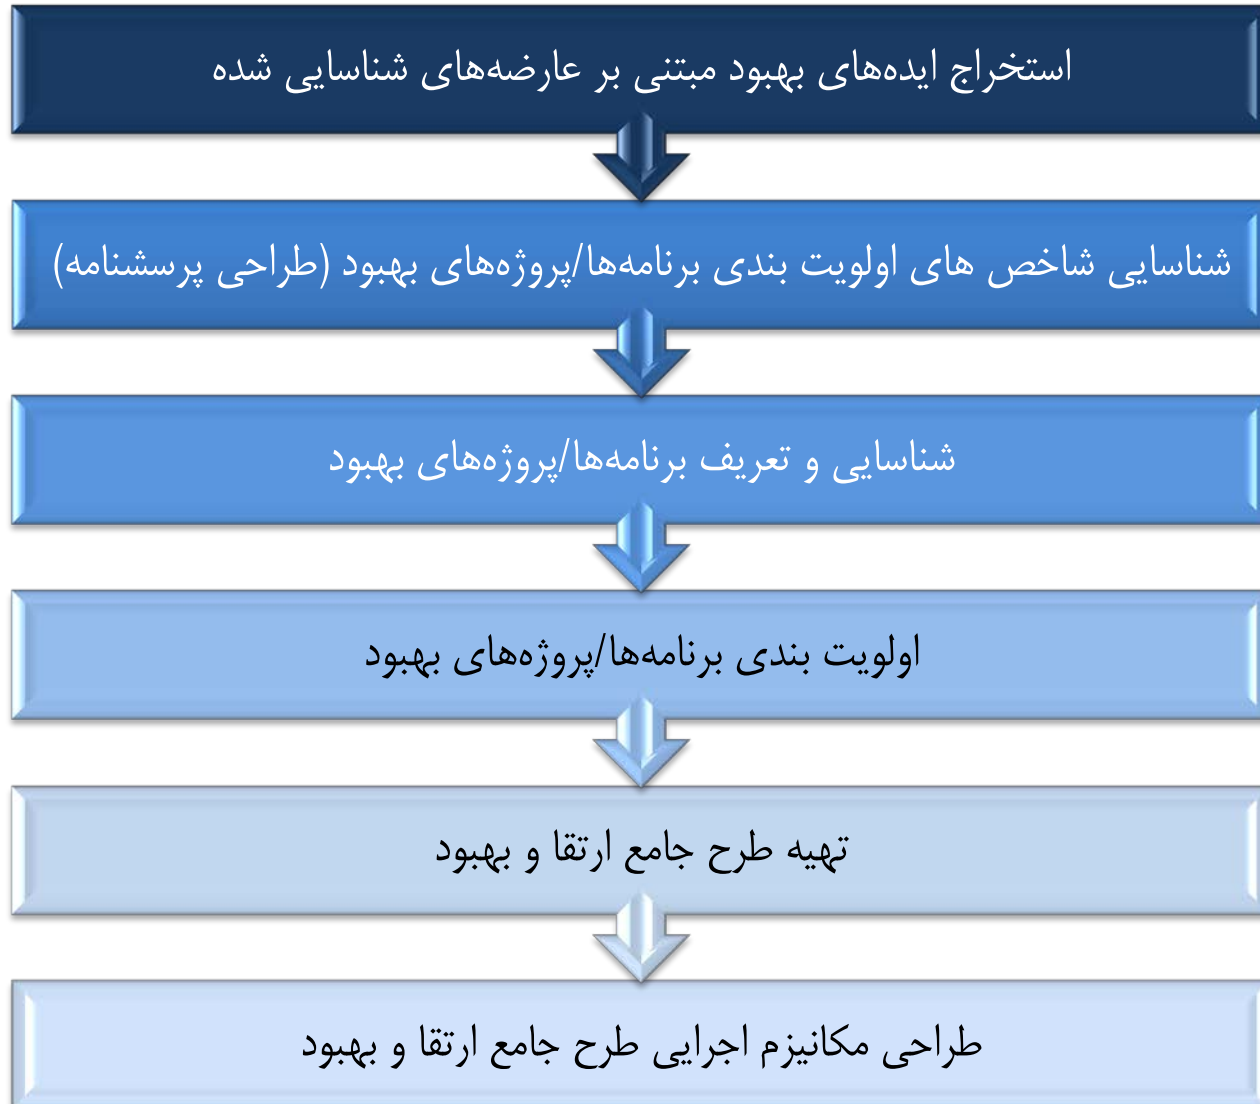 استخراج ایده‌های بهبود مبتنی بر عارضه‌های شناسایی شده
شناسایی شاخص های اولویت بندی برنامه‌ها/پروژه‌های بهبود (طراحی پرسشنامه)
شناسایی و تعریف برنامه‌ها/پروژه‌های بهبود
اولویت بندی برنامه‌ها/پروژه‌های بهبود
تهیه طرح جامع ارتقا و بهبود
طراحی مکانیزم اجرایی طرح جامع ارتقا و بهبود